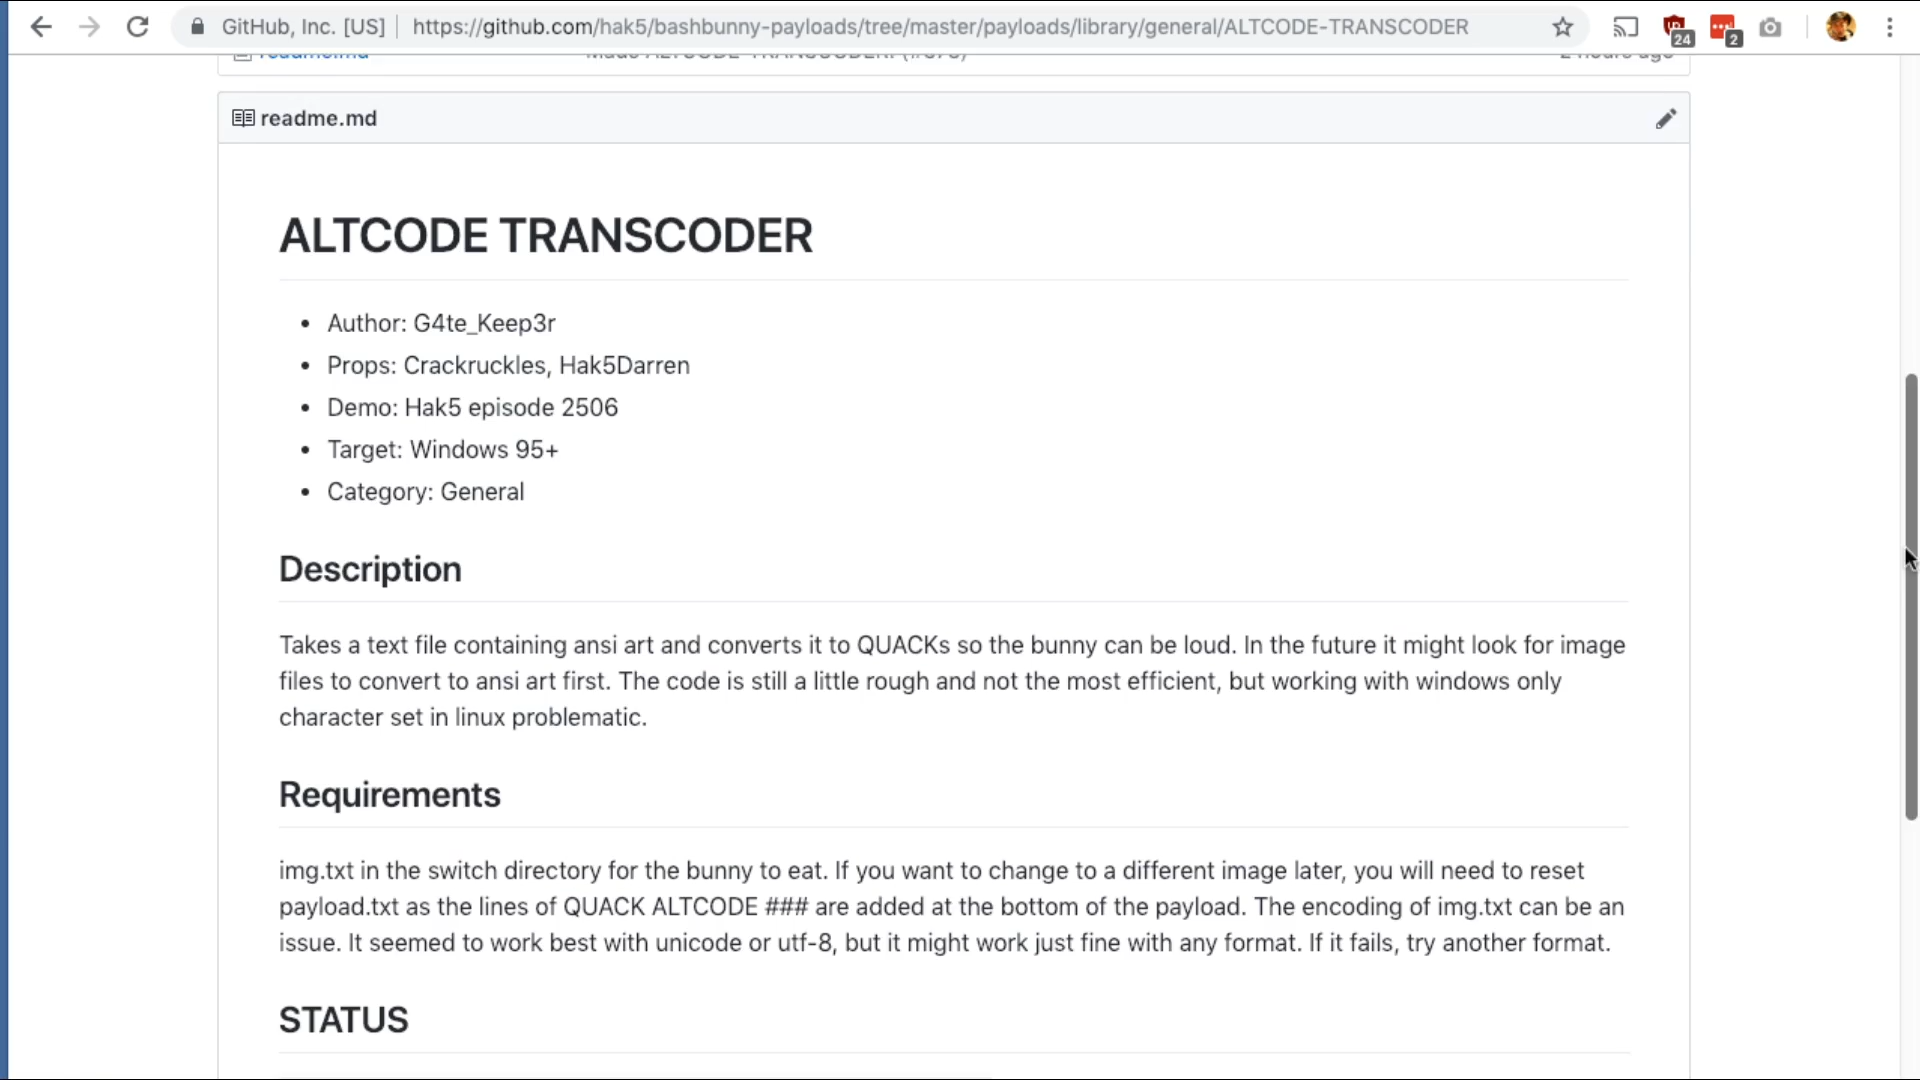 GitHub, Inc. [US] https://github.com/hak5/bashbunny-payloads/tree/master/payloads/library/general/ALTCODE-TRANSCODER
24
2
readme.md
readme.md
ALTCODE TRANSCODER
Author: G4te_Keep3r
Props: Crackruckles, Hak5Darren
Demo: Hak5 episode 2506
Target: Windows 95+
Category: General
Description
Takes a text file containing ansi art and converts it to QUACKs so the bunny can be loud. In the future it might look for image
files to convert to ansi art first. The code is still a little rough and not the most efficient, but working with windows only
character set in linux problematic.
Requirements
img.txt in the switch directory for the bunny to eat. If you want to change to a different image later, you will need to reset
payload.txt as the lines of QUACK ALTCODE ### are added at the bottom of the payload. The encoding of img.txt can be an
issue. It seemed to work best with unicode or utf-8, but it might work just fine with any format. If it fails, try another format.
STATUS